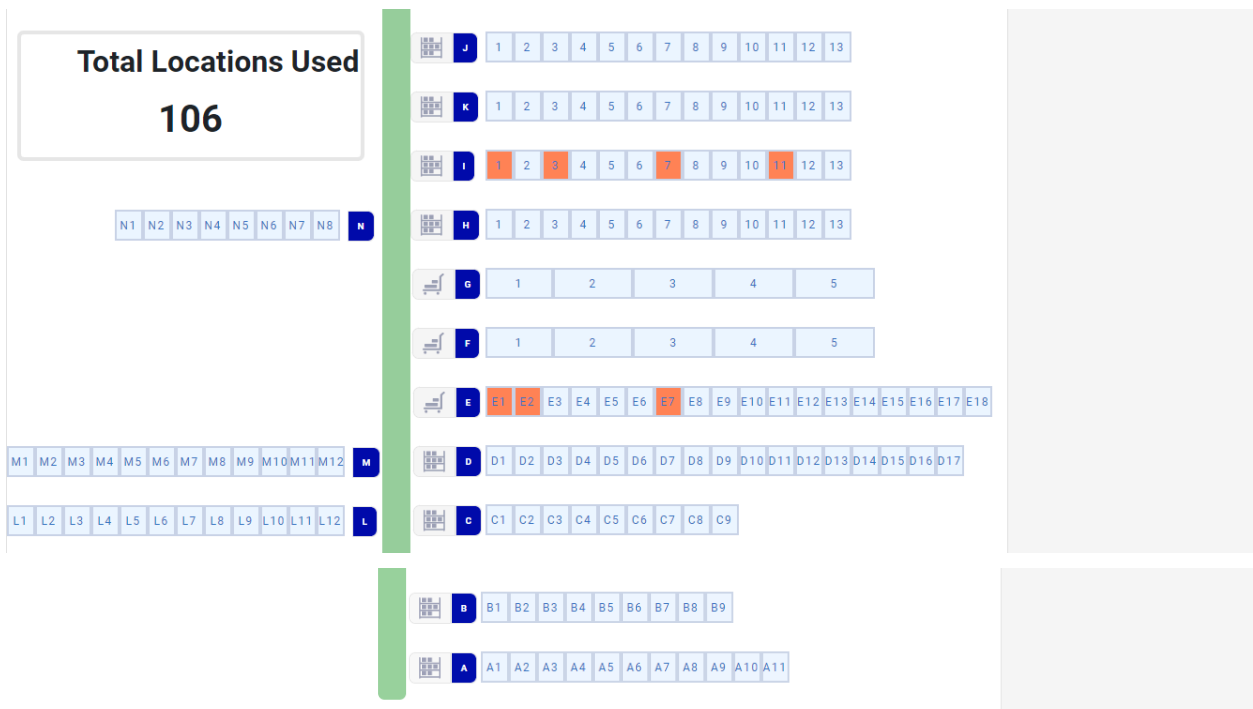 Total Locations Used
106
J 1 2 3 4 5 6 7 8 9 10 11 12 13
K 1 2 3 4 5 6 7 8 9 10 11 12 13
I 1 2 3 4 5 6 7 8 9 10 11 12 13
N1 N2 N3 N4 N5 N6 N7 N8 N
H 1 2 3 4 5 6 7 8 9 10 11 12 13
G 1 2 3 4 5
F 1 2 3 4 5
E E1 E2 E3 E4 E5 E6 E7 E8 E9 E10 E11 E12 E13 E14 E15 E16 E17 E18
M1 M2 M3 M4 M5 M6 M7 M8 M9 M10 M11 M12 M
D D1 D2 D3 D4 D5 D6 D7 D8 D9 D10 D11 D12 D13 D14 D15 D16 D17
L1 L2 L3 L4 L5 L6 L7 L8 L9 L10 L11 L12 L
C C1 C2 C3 C4 C5 C6 C7 C8 C9
B B1 B2 B3 B4 B5 B6 B7 B8 B9
A A1 A2 A3 A4 A5 A6 A7 A8 A9 A10 A11